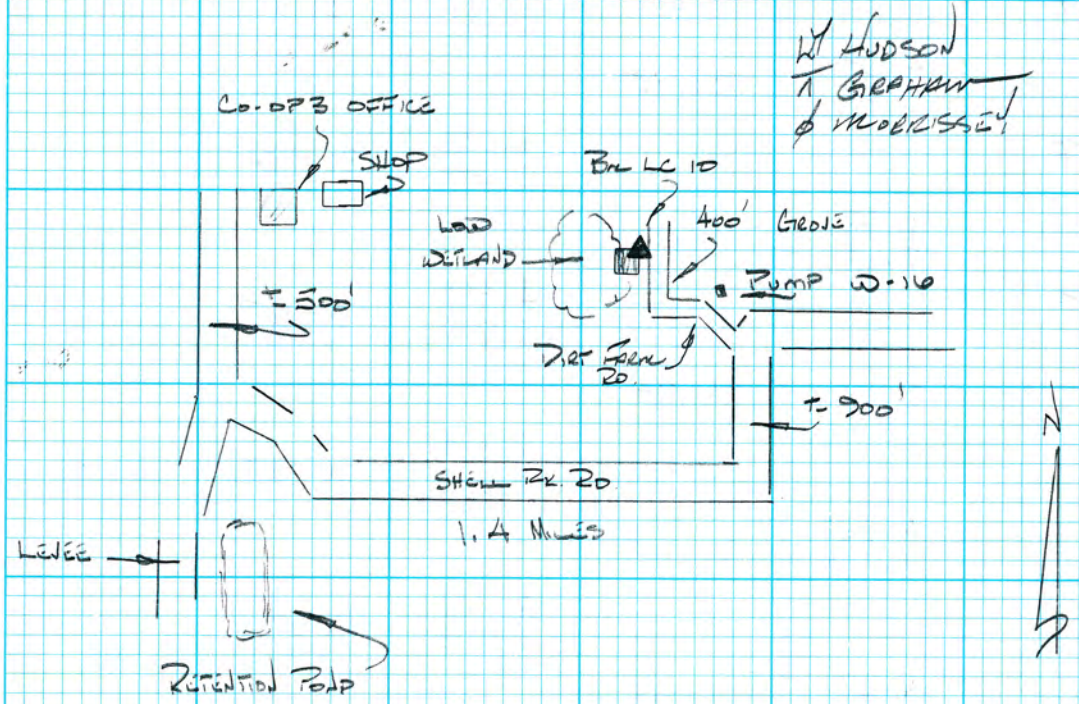 HUDSON
GRAHAM
MORRISSEY
CO-OP 3 OFFICE
SHOP
BM LC 10
400' GROVE
LOW
WETLAND
PUMP W-16
± 500'
DIRT FARM
RD.
± 900'
N
SHELL RK. RD
1.4 MILES
LEVEE
RETENTION POND